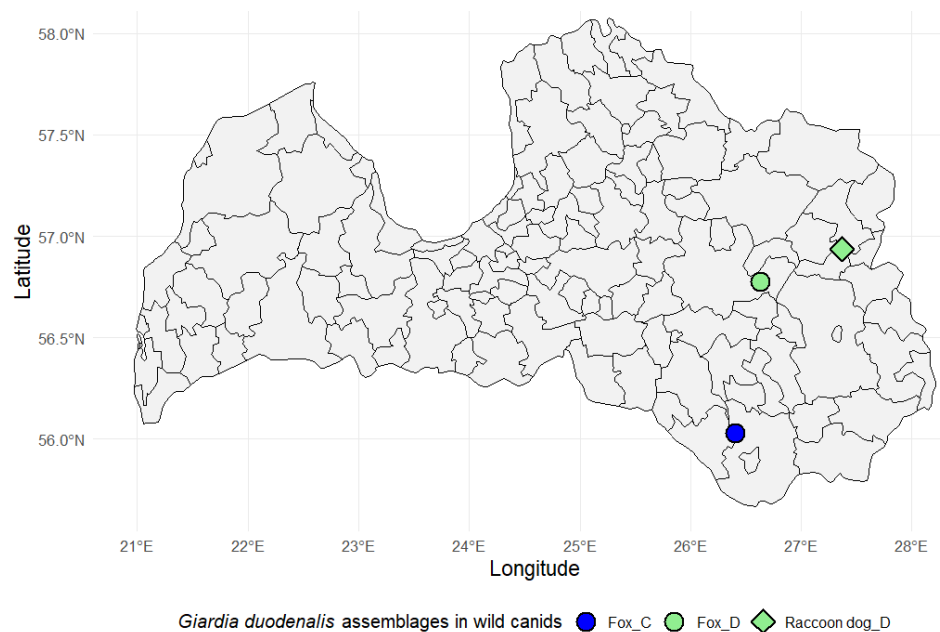 58.0°N
57.5°N
57.0°N
56.5°N
56.0°N
Latitude
21°E 22°E 23°E 24°E 25°E 26°E 27°E 28°E
Longitude
Giardia duodenalis assemblages in wild canids Fox_C Fox_D Raccoon dog_D